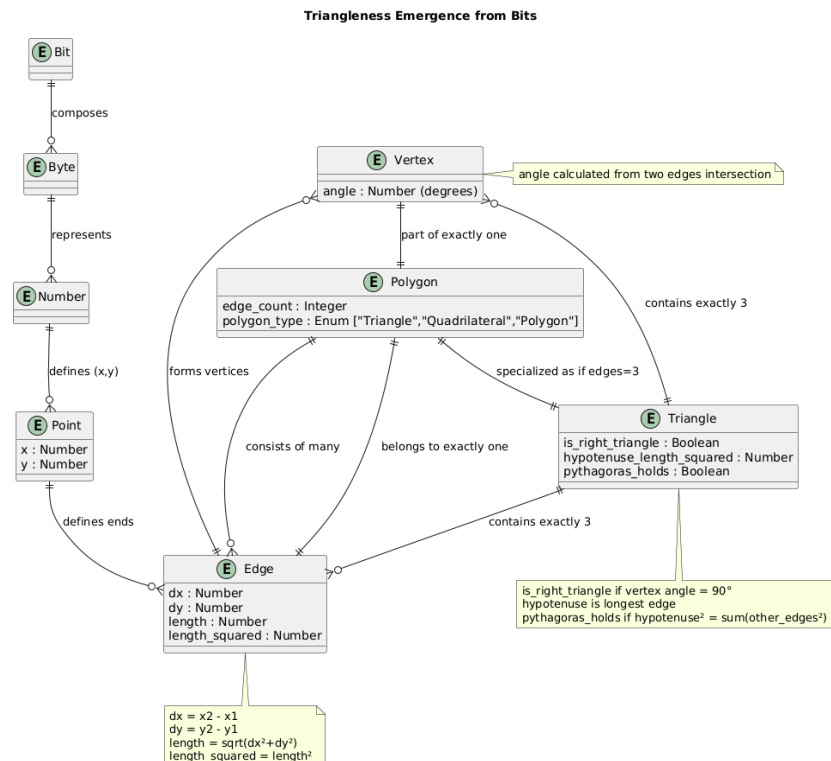 Triangleness Emergence from Bits
E Bit
composes
E Byte
represents
E Number
defines (x,y)
E Point
x : Number
y : Number
defines ends
E Vertex
angle : Number (degrees)
angle calculated from two edges intersection
part of exactly one
E Polygon
edge_count : Integer
polygon_type : Enum ["Triangle","Quadrilateral","Polygon"]
contains exactly 3
forms vertices
specialized as if edges=3
consists of many
belongs to exactly one
E Triangle
is_right_triangle : Boolean
hypotenuse_length_squared : Number
pythagoras_holds : Boolean
contains exactly 3
E Edge
dx : Number
dy : Number
length : Number
length_squared : Number
is_right_triangle if vertex angle = 90°
hypotenuse is longest edge
pythagoras_holds if hypotenuse² = sum(other_edges²)
dx = x2 - x1
dy = y2 - y1
length = sqrt(dx²+dy²)
length_squared = length²